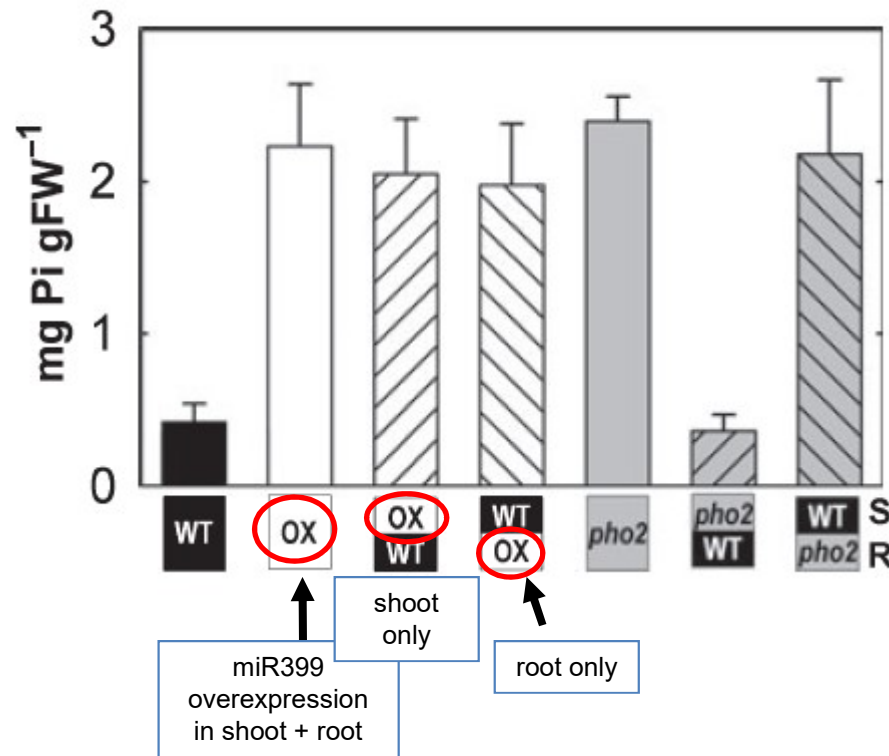 3
2
1
0
mg Pi gFW⁻¹
WT
OX
OX
WT
WT
OX
pho2
pho2
WT
WT
pho2
S
R
shoot
only
miR399
overexpression
in shoot + root
root only